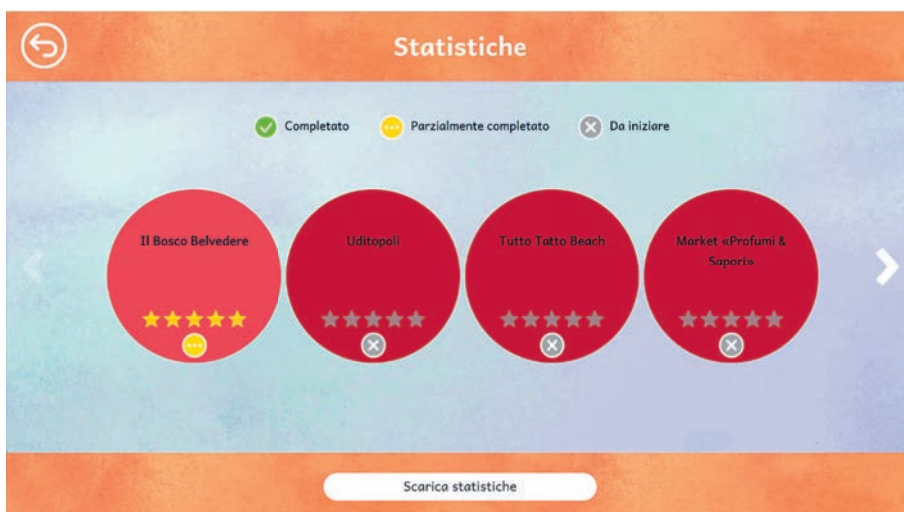 Statistiche
Completato
Parzialmente completato
Da iniziare
Il Bosco Belvedere
Uditopoli
Tutto Tatto Beach
Market «Profumi &
Sapori»
Scarica statistiche